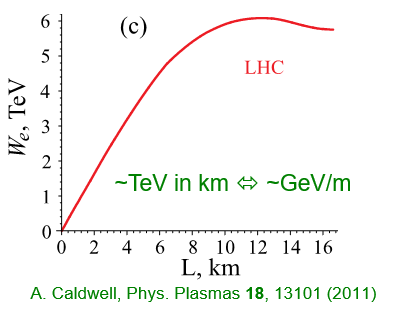 (c)
6
5
4
3
2
1
0
W_e, TeV
LHC
~TeV in km ⇔ ~GeV/m
0 2 4 6 8 10 12 14 16
L, km
A. Caldwell, Phys. Plasmas 18, 13101 (2011)